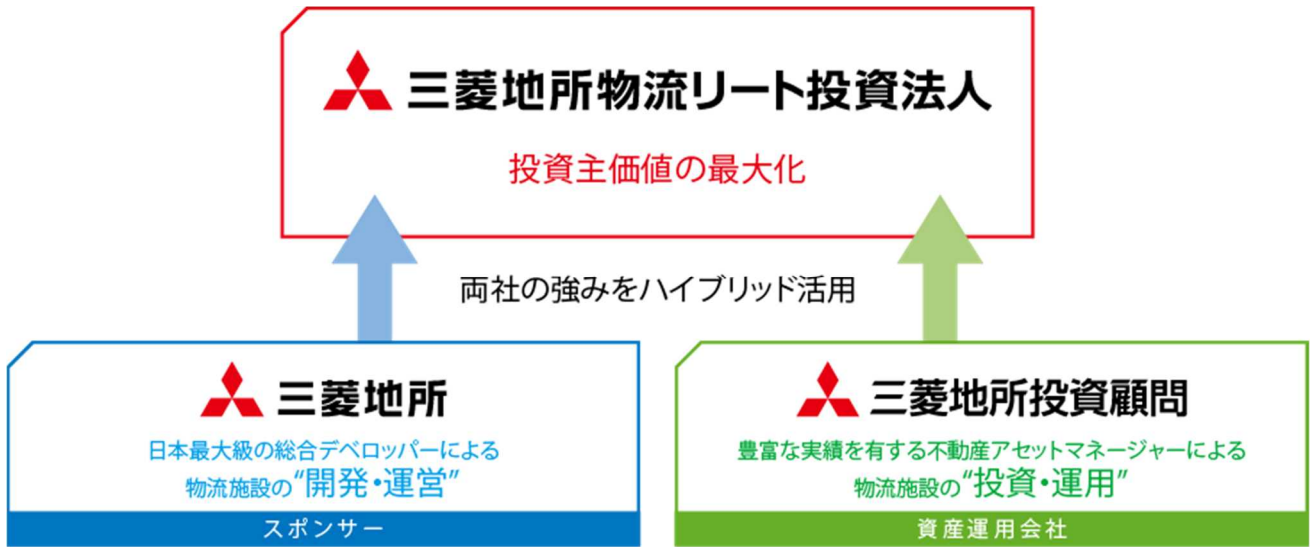 三菱地所物流リート投資法人
投資主価値の最大化
両社の強みをハイブリッド活用
三菱地所
日本最大級の総合デベロッパーによる
物流施設の“開発・運営”
スポンサー
三菱地所投資顧問
豊富な実績を有する不動産アセットマネージャーによる
物流施設の“投資・運用”
資産運用会社